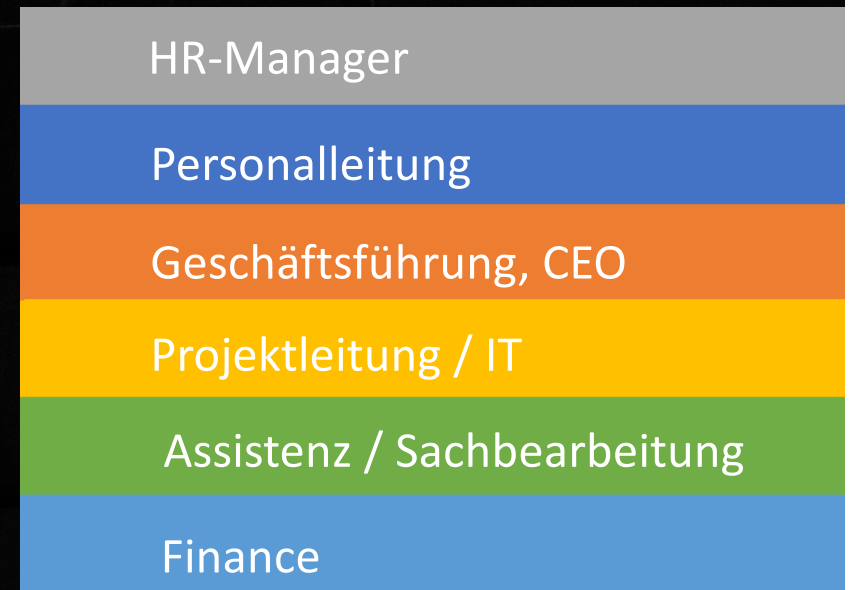 HR-Manager
Personalleitung
Geschäftsführung, CEO
Projektleitung / IT
Assistenz / Sachbearbeitung
Finance